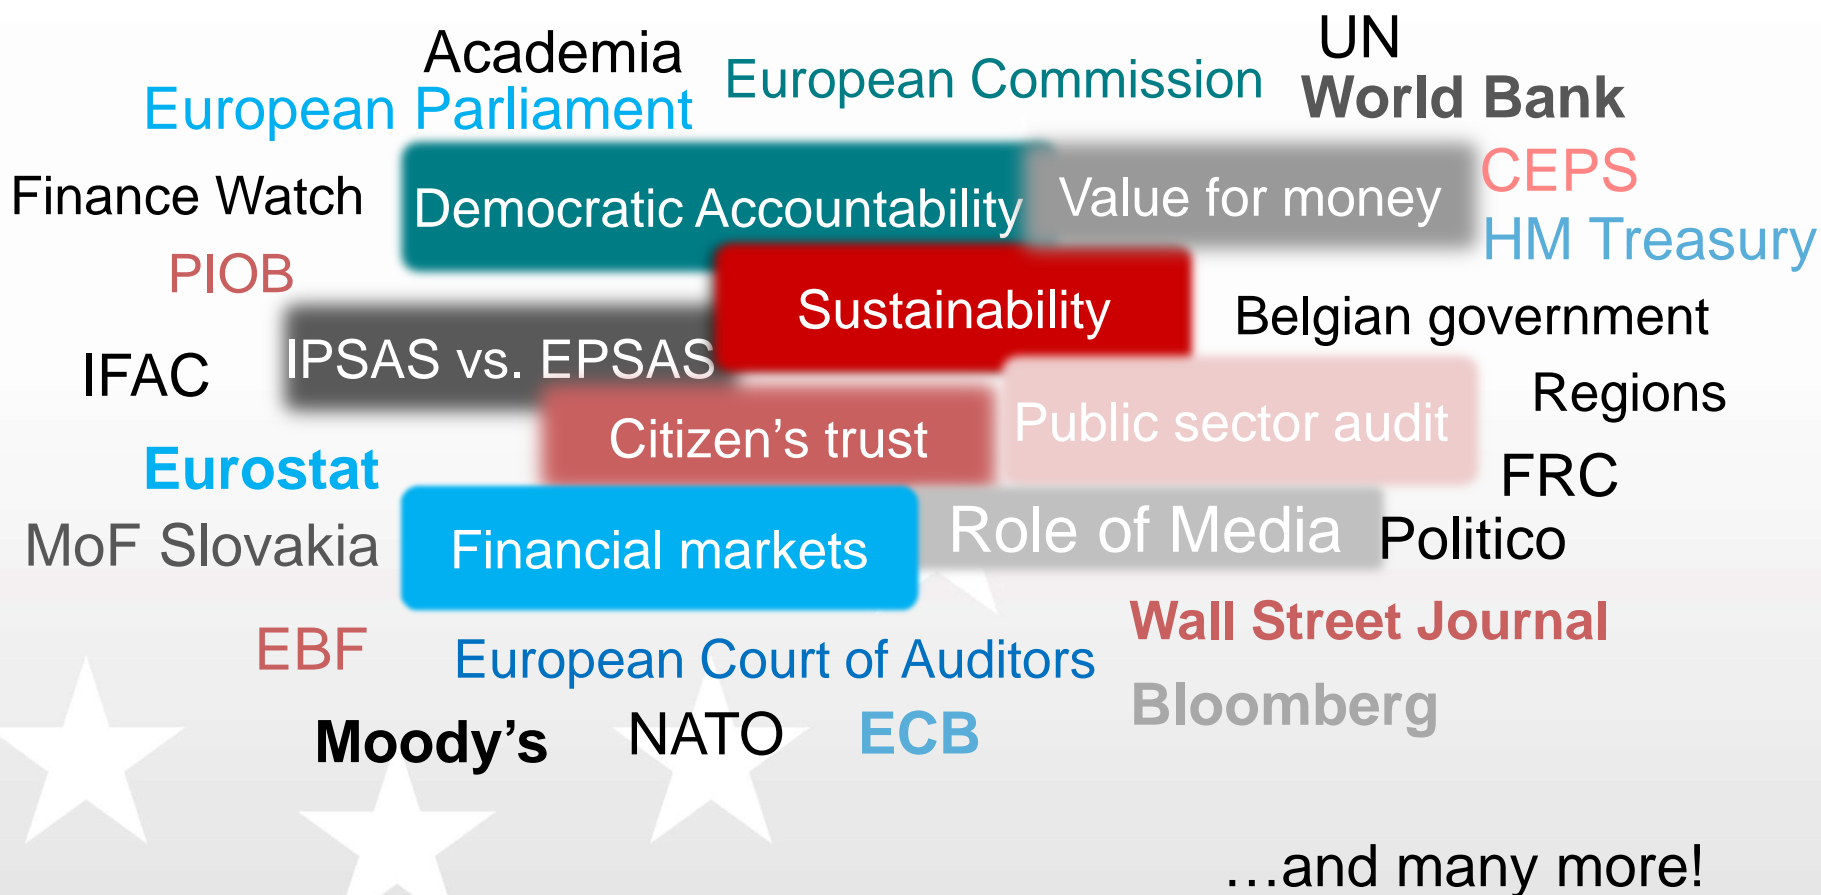 Academia
UN
European Parliament
European Commission
World Bank
Finance Watch
Democratic Accountability
Value for money
CEPS
HM Treasury
PIOB
Sustainability
Belgian government
IFAC
IPSAS vs. EPSAS
Regions
Citizen’s trust
Public sector audit
Eurostat
FRC
MoF Slovakia
Financial markets
Role of Media
Politico
EBF
European Court of Auditors
Wall Street Journal
Moody’s
NATO
ECB
Bloomberg
…and many more!